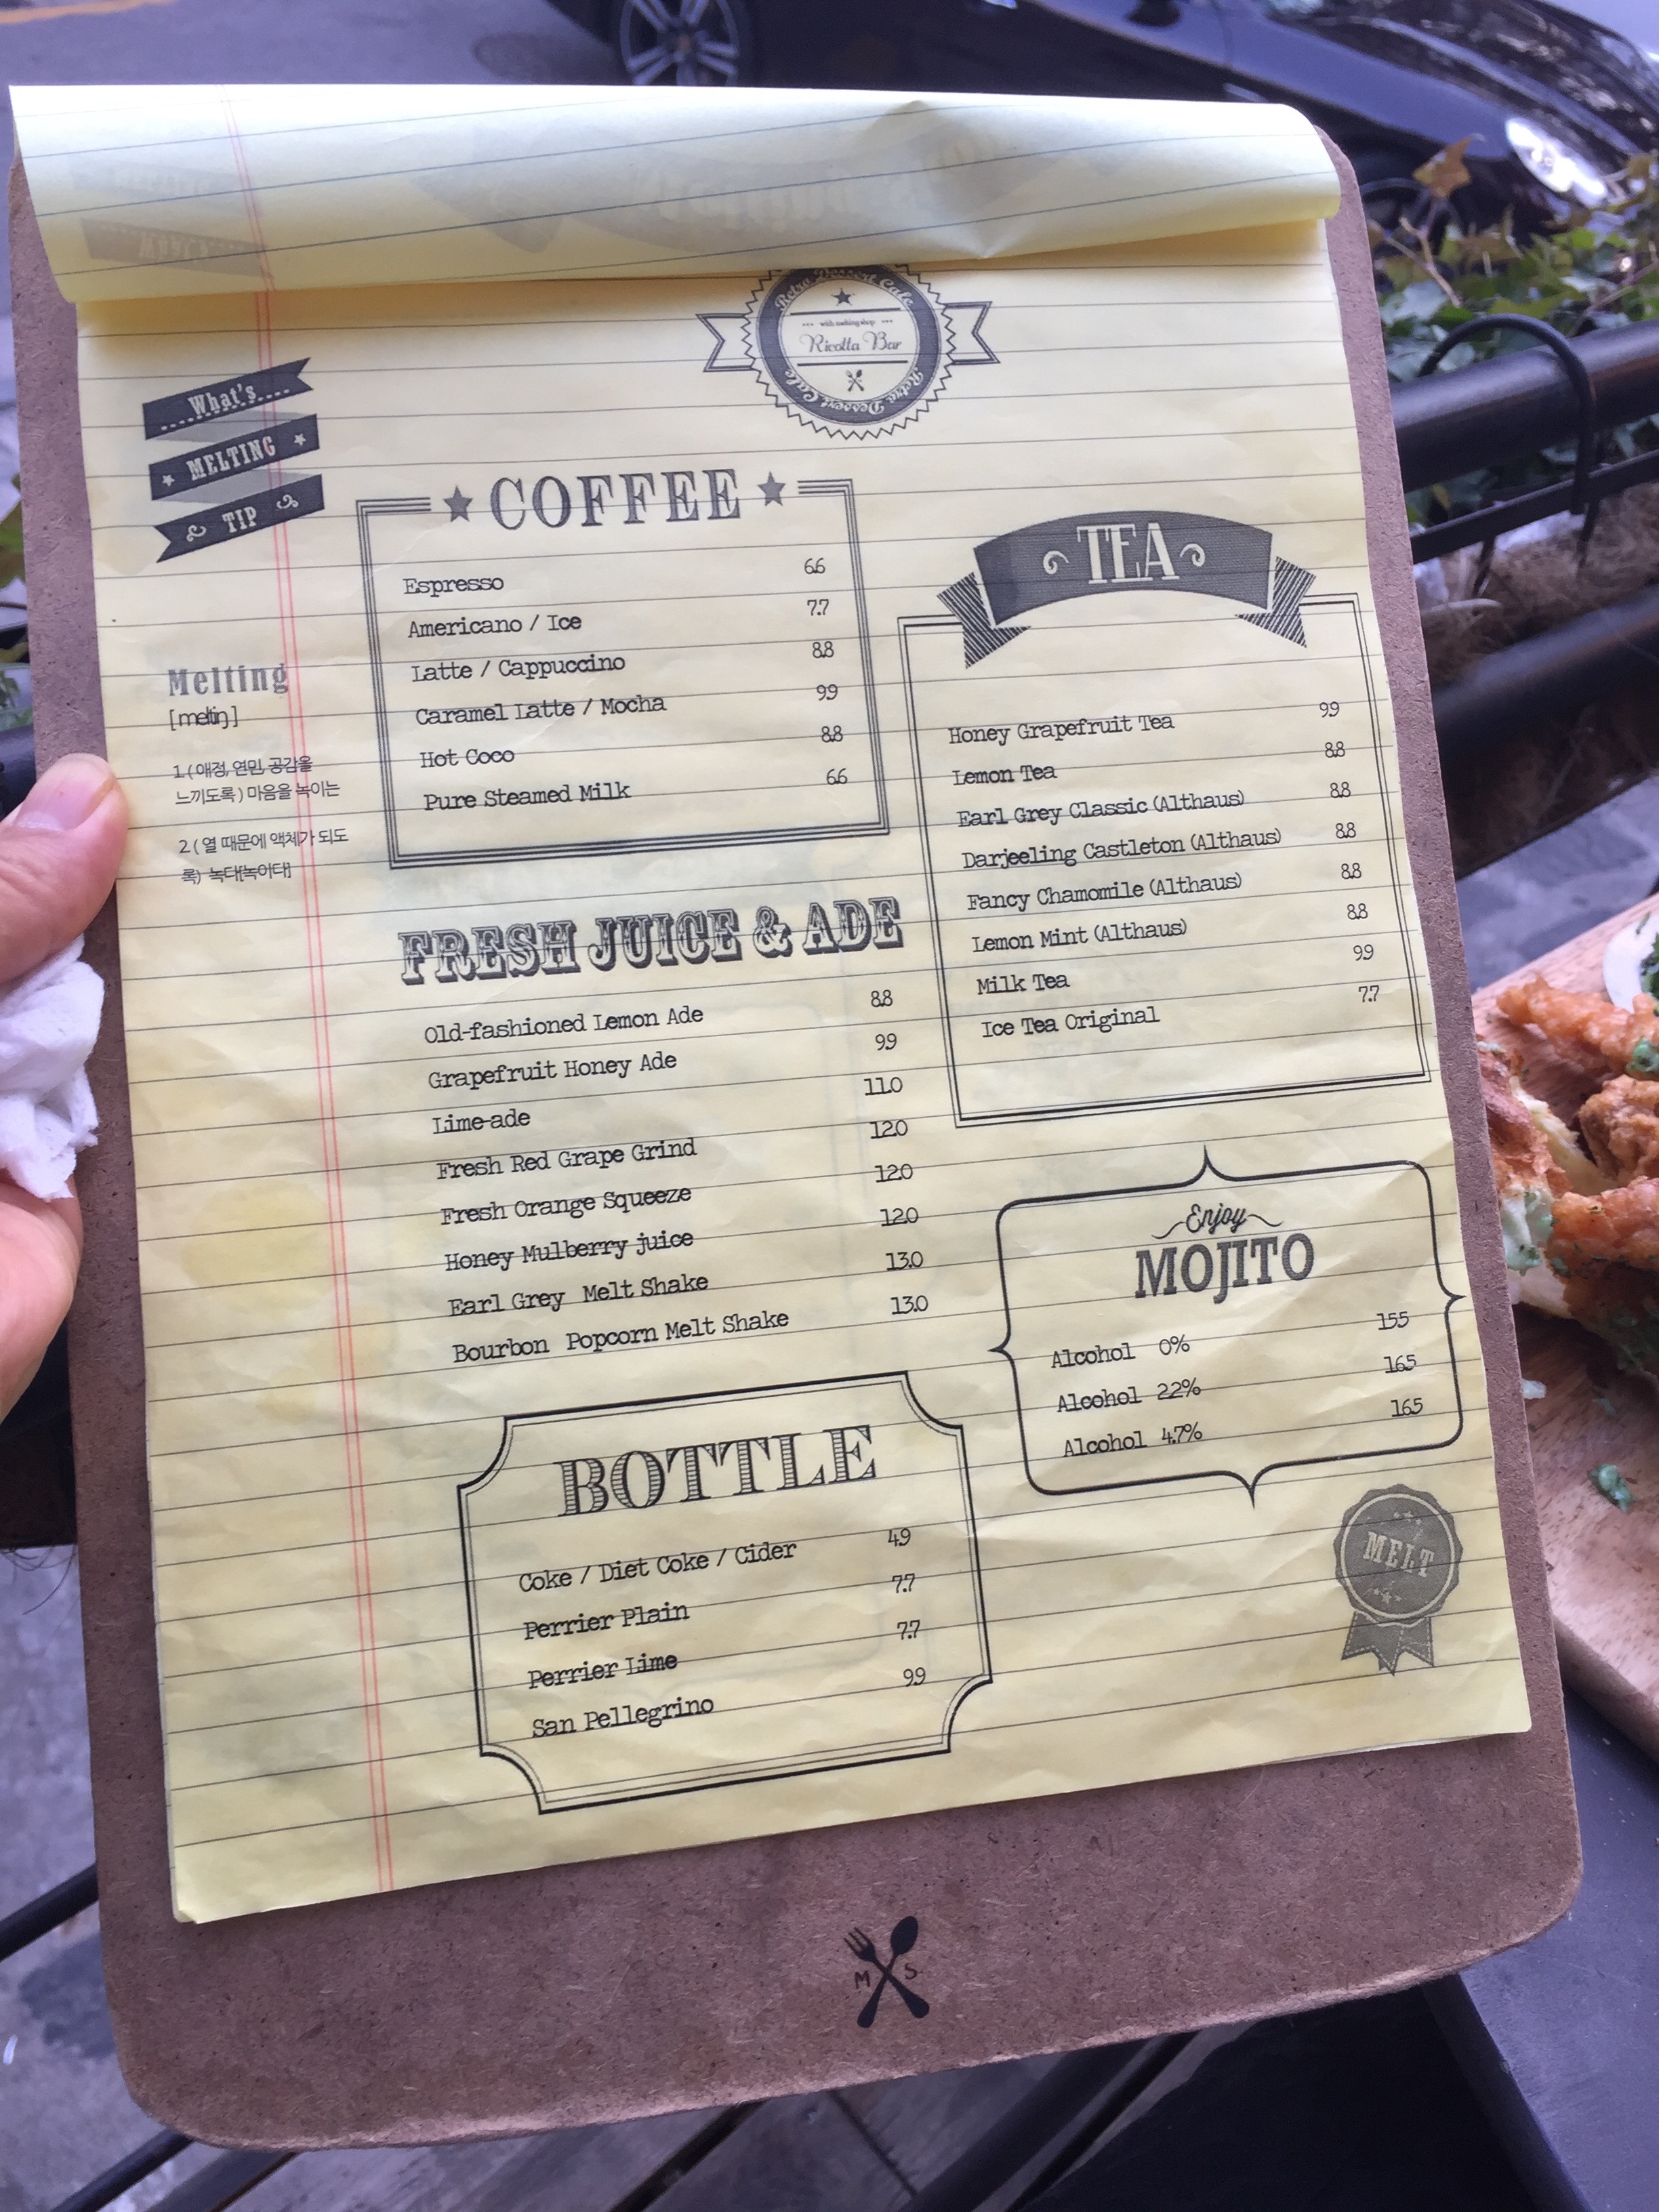 Retro Dessert Cafe
with melting shop
Ricotta Bar
Retro Dessert Cafe
What's
MELTING
TIP
Melting
[meltiŋ]
1. ( 애정, 연민, 공감을
느끼도록 ) 마음을 녹이는
2. ( 열 때문에 액체가 되도
록) 녹다[녹이다]
COFFEE
Espresso 6.6
Americano / Ice 7.7
Latte / Cappuccino 8.8
Caramel Latte / Mocha 9.9
Hot Coco 8.8
Pure Steamed Milk 6.6
TEA
Honey Grapefruit Tea 9.9
Lemon Tea 8.8
Earl Grey Classic (Althaus) 8.8
Darjeeling Castleton (Althaus) 8.8
Fancy Chamomile (Althaus) 8.8
Lemon Mint (Althaus) 8.8
Milk Tea 9.9
Ice Tea Original 7.7
FRESH JUICE & ADE
Old-fashioned Lemon Ade 8.8
Grapefruit Honey Ade 9.9
Lime-ade 11.0
Fresh Red Grape Grind 12.0
Fresh Orange Squeeze 12.0
Honey Mulberry juice 12.0
Earl Grey Melt Shake 13.0
Bourbon Popcorn Melt Shake 13.0
Enjoy
MOJITO
Alcohol 0% 15.5
Alcohol 2.2% 16.5
Alcohol 4.7% 16.5
BOTTLE
Coke / Diet Coke / Cider 4.9
Perrier Plain 7.7
Perrier Lime 7.7
San Pellegrino 9.9
MELT
M S